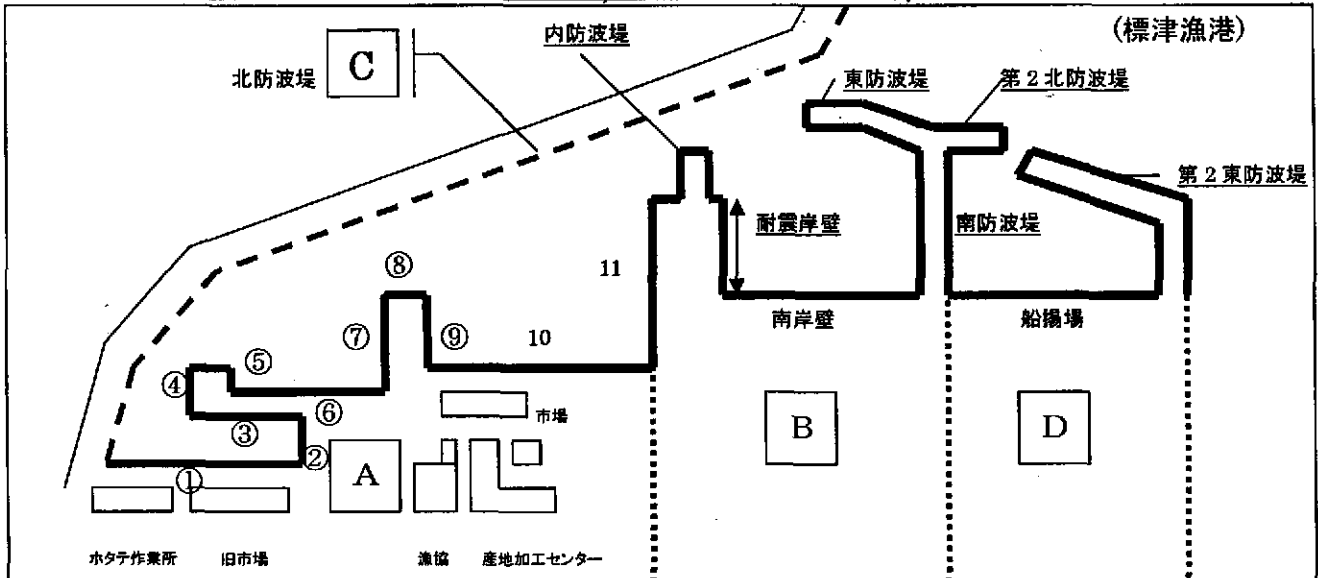 (標津漁港)
内防波堤
北防波堤
C
東防波堤
第2北防波堤
第2東防波堤
耐震岸壁
南防波堤
11
⑧
南岸壁
船揚場
⑦
⑨
10
⑤
④
⑥
市場
③
②
A
B
D
①
ホタテ作業所
旧市場
漁協
産地加工センター